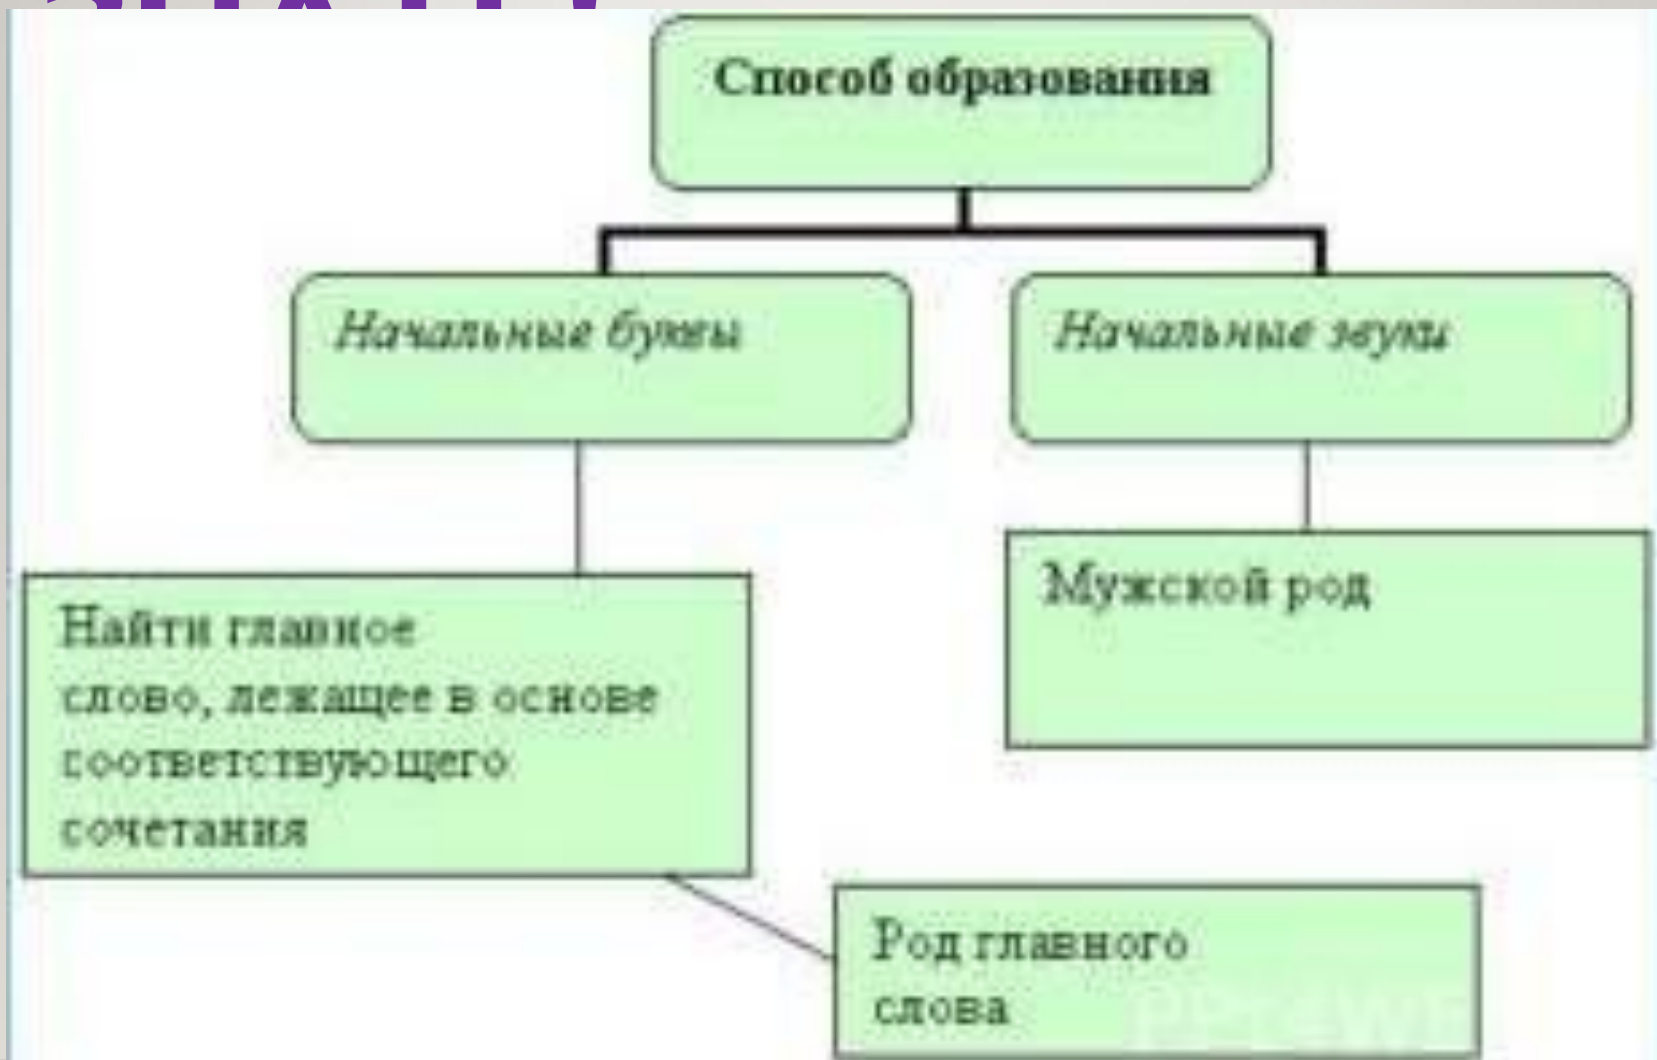 Способ образования
Начальные буквы
Начальные звуки
Мужской род
Найти главное
слово, лежащее в основе
соответствующего
сочетания
Род главного
слова